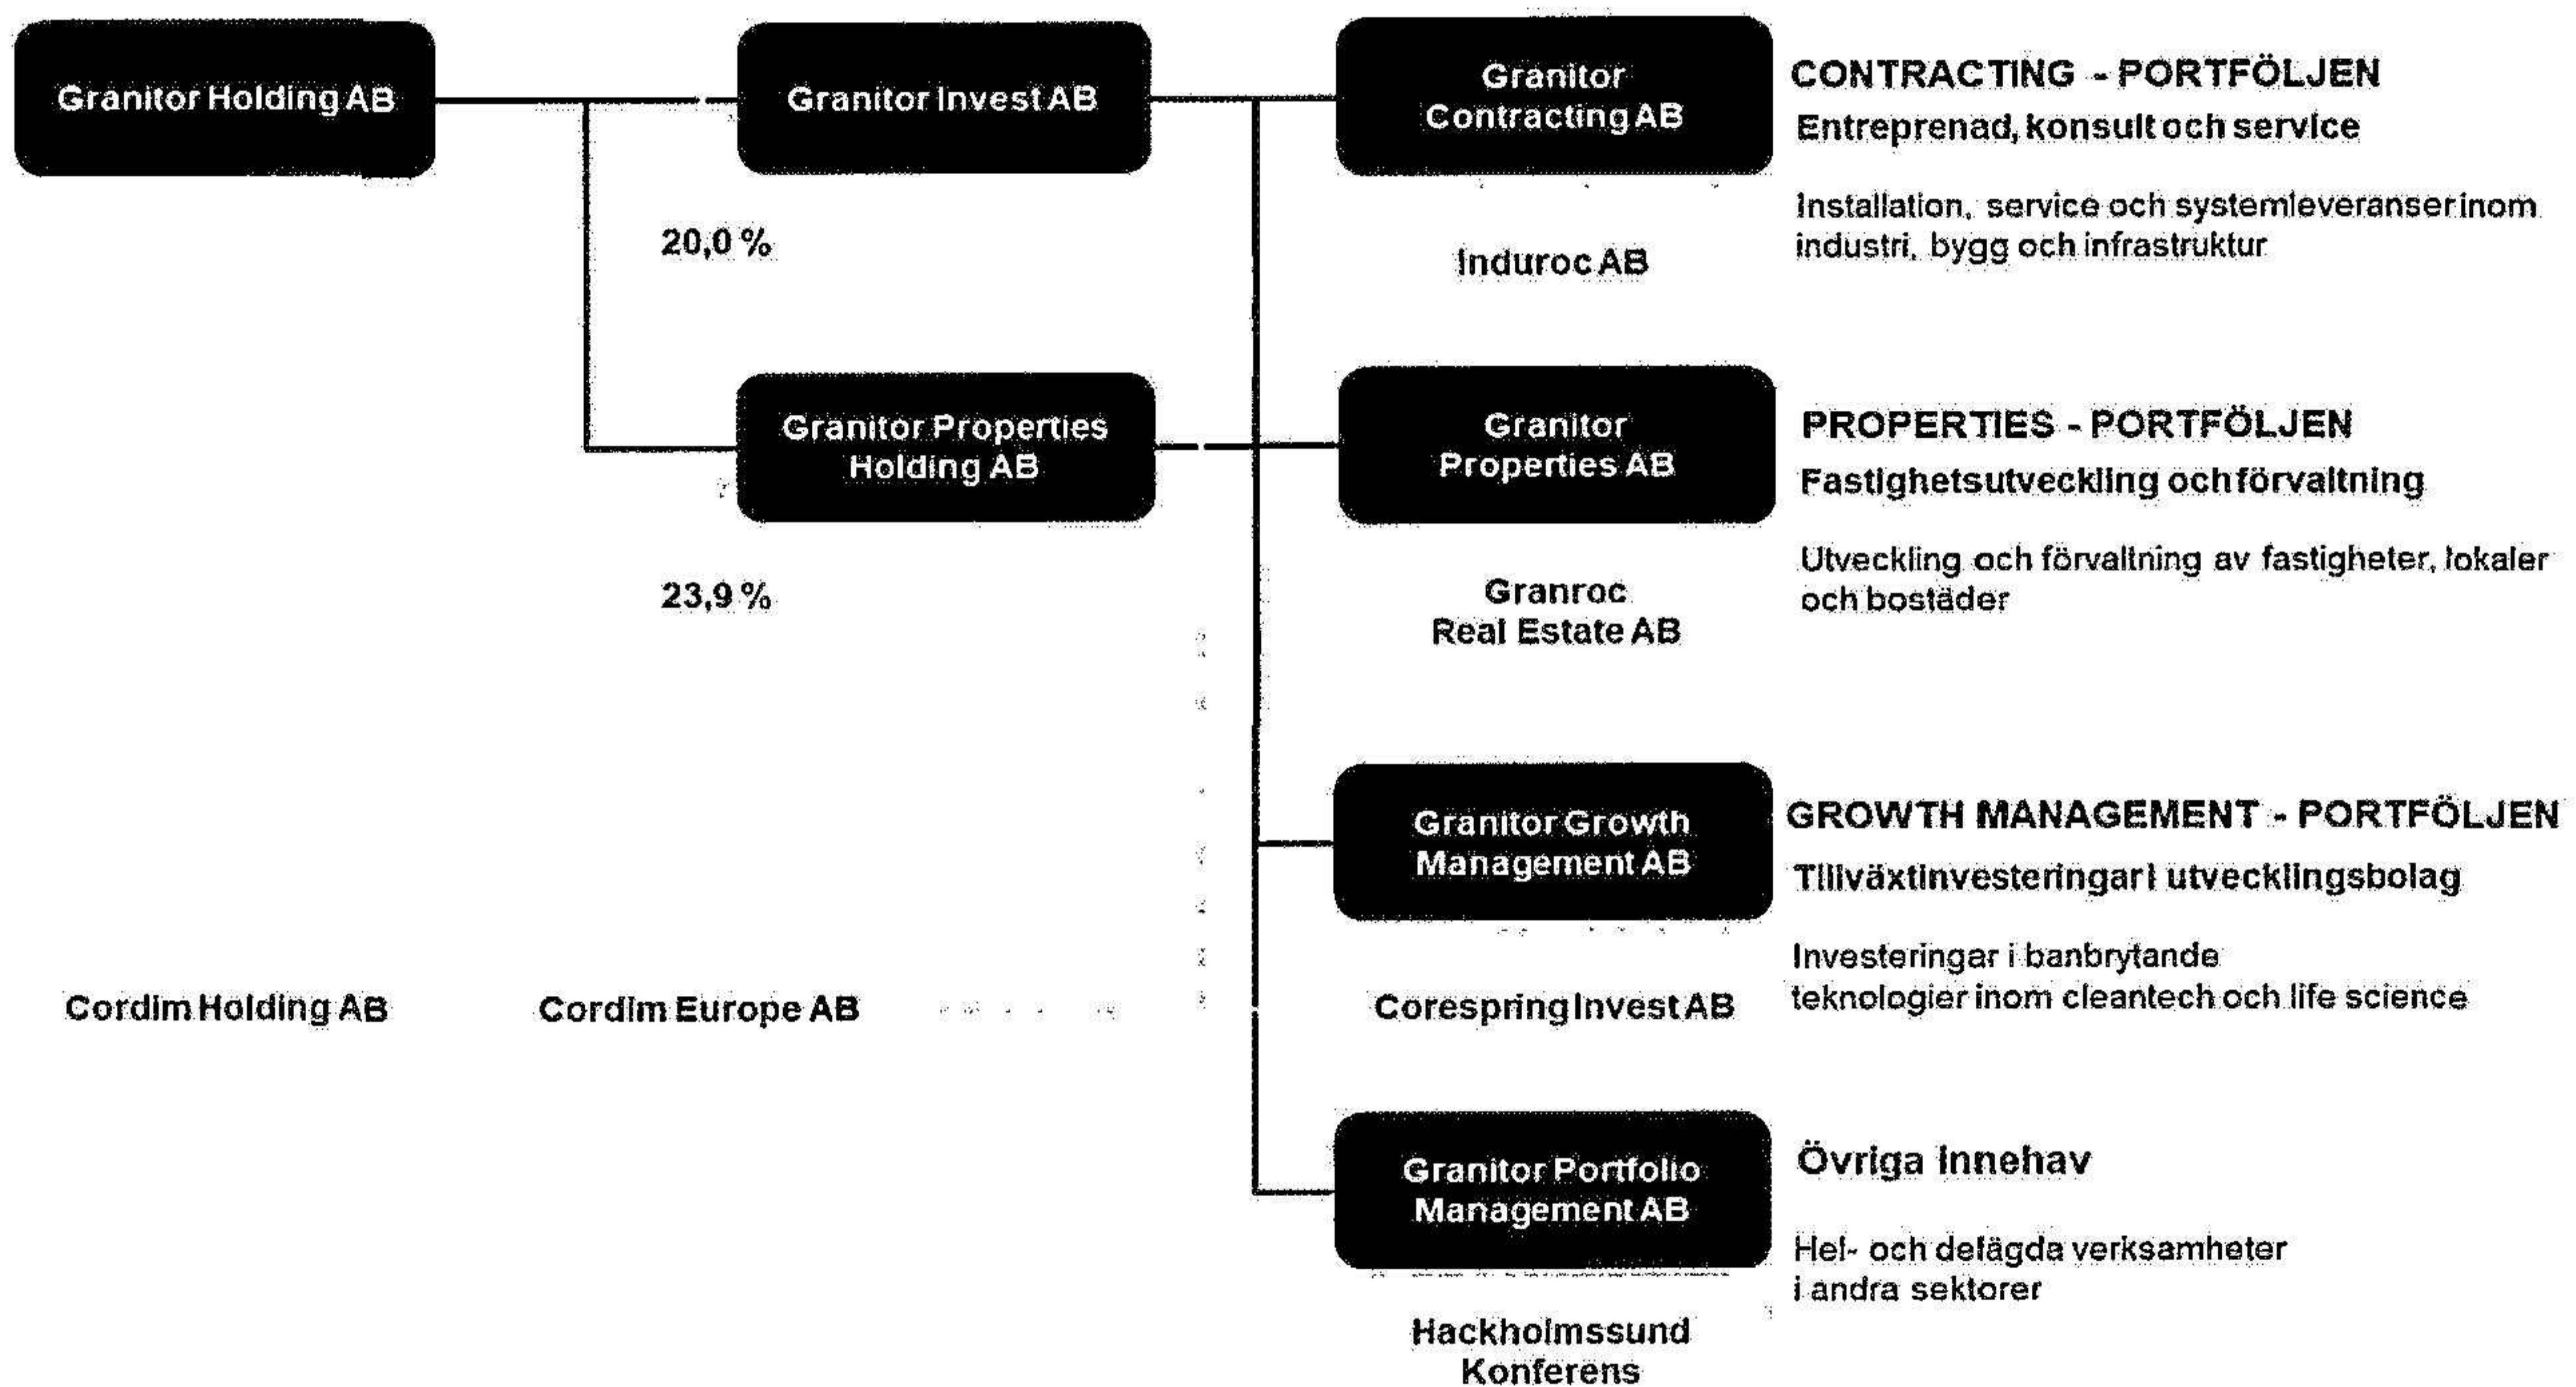 Granitor Holding AB
Granitor Invest AB
Granitor
Contracting AB
CONTRACTING - PORTFÖLJEN
Entreprenad, konsult och service
Installation, service och systemleveranser inom
industri, bygg och infrastruktur
20,0 %
Induroc AB
Granitor Properties
Holding AB
Granitor
Properties AB
PROPERTIES - PORTFÖLJEN
Fastighetsutveckling och förvaltning
Utveckling och förvaltning av fastigheter, lokaler
och bostäder
23,9 %
Granroc
Real Estate AB
Granitor Growth
Management AB
GROWTH MANAGEMENT - PORTFÖLJEN
Tillväxtinvesteringar i utvecklingsbolag
Investeringar i banbrytande
teknologier inom cleantech och life science
Cordim Holding AB
Cordim Europe AB
Corespring Invest AB
Granitor Portfolio
Management AB
Övriga innehav
Hel- och delägda verksamheter
i andra sektorer
Hackholmssund
Konferens